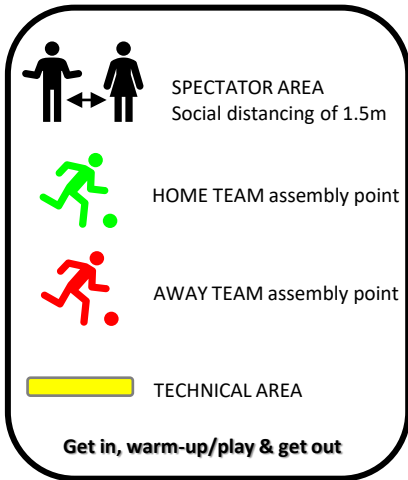 SPECTATOR AREA
Social distancing of 1.5m
HOME TEAM assembly point
AWAY TEAM assembly point
TECHNICAL AREA
Get in, warm-up/play & get out